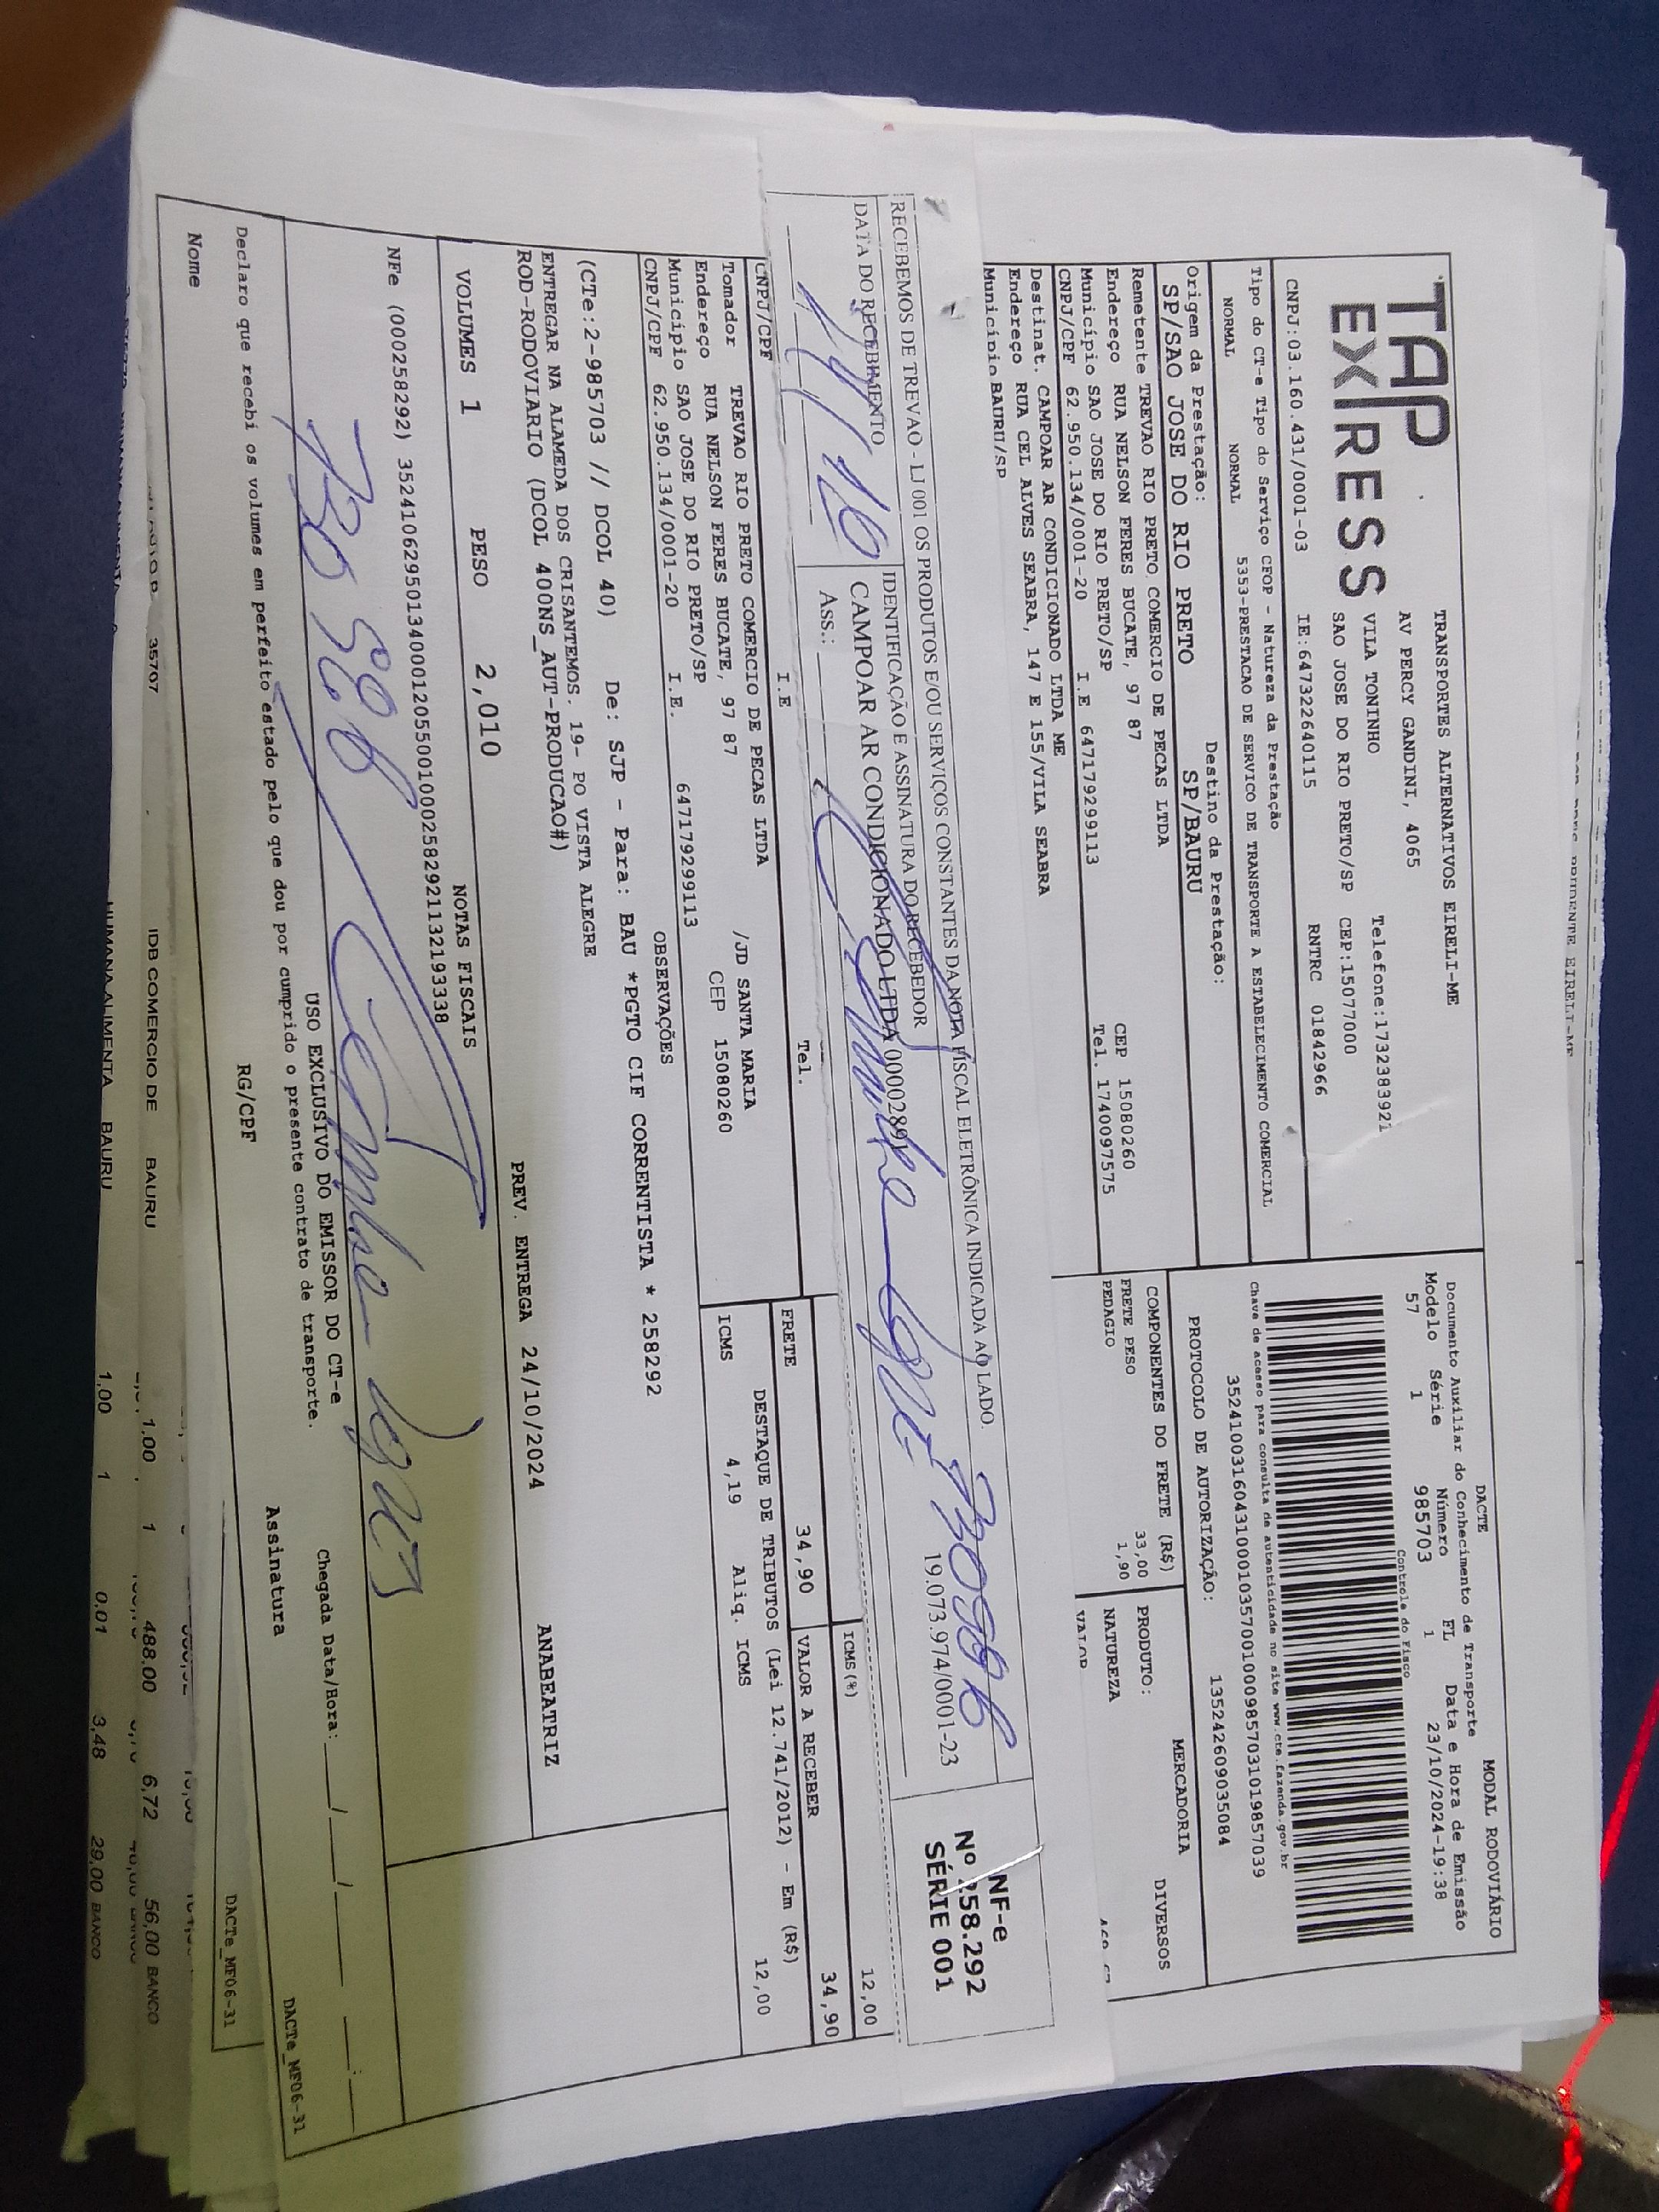 TAP
EXPRESS
TRANSPORTES ALTERNATIVOS EIRELI-ME
AV PERCY GANDINI, 4065
VILA TONINHO Telefone:1732383921
SAO JOSE DO RIO PRETO/SP CEP:15077000
CNPJ:03.160.431/0001-03 IE:647322640115 RNTRC 01842966
DACTE MODAL RODOVIÁRIO
Documento Auxiliar do Conhecimento de Transporte
Modelo Série Número FL Data e Hora de Emissão
57 1 985703 1 23/10/2024-19:38
Controle do Fisco
Chave de acesso para consulta de autenticidade no site www.cte.fazenda.gov.br
35241003160431000103570010009857031019857039
PROTOCOLO DE AUTORIZAÇÃO: 135242609035084
Tipo do CT-e Tipo do Serviço CFOP - Natureza da Prestação
NORMAL NORMAL 5353-PRESTACAO DE SERVICO DE TRANSPORTE A ESTABELECIMENTO COMERCIAL
Origem da Prestação: Destino da Prestação:
SP/SAO JOSE DO RIO PRETO SP/BAURU
Remetente TREVAO RIO PRETO COMERCIO DE PECAS LTDA
Endereço RUA NELSON FERES BUCATE, 97 87 CEP 15080260
Município SAO JOSE DO RIO PRETO/SP Tel. 1740097575
CNPJ/CPF 62.950.134/0001-20 I.E 647179299113
Destinat. CAMPOAR AR CONDICIONADO LTDA ME
Endereço RUA CEL ALVES SEABRA, 147 E 155/VILA SEABRA
Município BAURU/SP
COMPONENTES DO FRETE (R$)
FRETE PESO 33,00
PEDAGIO 1,90
MERCADORIA
PRODUTO: DIVERSOS
NATUREZA
VALOR
RECEBEMOS DE TREVAO - LJ 001 OS PRODUTOS E/OU SERVIÇOS CONSTANTES DA NOTA FISCAL ELETRÔNICA INDICADA AO LADO.
DATA DO RECEBIMENTO IDENTIFICAÇÃO E ASSINATURA DO RECEBEDOR
CAMPOAR AR CONDICIONADO LTDA 00002891 19.073.974/0001-23
Ass.:
NF-e
Nº 258.292
SÉRIE 001
CNPJ/CPF I.E Tel.
Tomador TREVAO RIO PRETO COMERCIO DE PECAS LTDA
Endereço RUA NELSON FERES BUCATE, 97 87 /JD SANTA MARIA
Município SAO JOSE DO RIO PRETO/SP CEP 15080260
CNPJ/CPF 62.950.134/0001-20 I.E. 647179299113
ICMS(%) 12,00
FRETE 34,90 VALOR A RECEBER 34,90
DESTAQUE DE TRIBUTOS (Lei 12.741/2012) - Em (R$)
ICMS 4,19 Aliq. ICMS 12,00
OBSERVAÇÕES
(CTe:2-985703 // DCOL 40) De: SJP - Para: BAU *PGTO CIF CORRENTISTA * 258292
ENTREGAR NA ALAMEDA DOS CRISANTEMOS. 19- PO VISTA ALEGRE
ROD-RODOVIARIO (DCOL 400NS_AUT-PRODUCAO#)
PREV. ENTREGA 24/10/2024 ANABEATRIZ
VOLUMES 1 PESO 2,010 NOTAS FISCAIS
NFe (000258292) 35241062950134000120550010002582921132193338
USO EXCLUSIVO DO EMISSOR DO CT-e
Declaro que recebi os volumes em perfeito estado pelo que dou por cumprido o presente contrato de transporte.
Chegada Data/Hora: / / :
Nome RG/CPF Assinatura
DACTe_MF06-31
DACTe_MF06-31
35707 IDB COMERCIO DE BAURU 1,00 1 488,00 6,72 56,00 BANCO
HUMANA ALIMENTA BAURU 1,00 1 0,01 3,48 29,00 BANCO